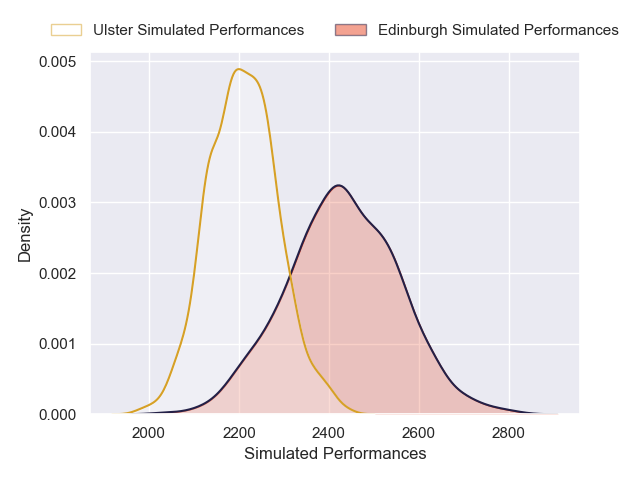 Ulster Simulated Performances
Edinburgh Simulated Performances
0.005
0.004
0.003
0.002
0.001
0.000
Density
2000
2200
2400
2600
2800
Simulated Performances